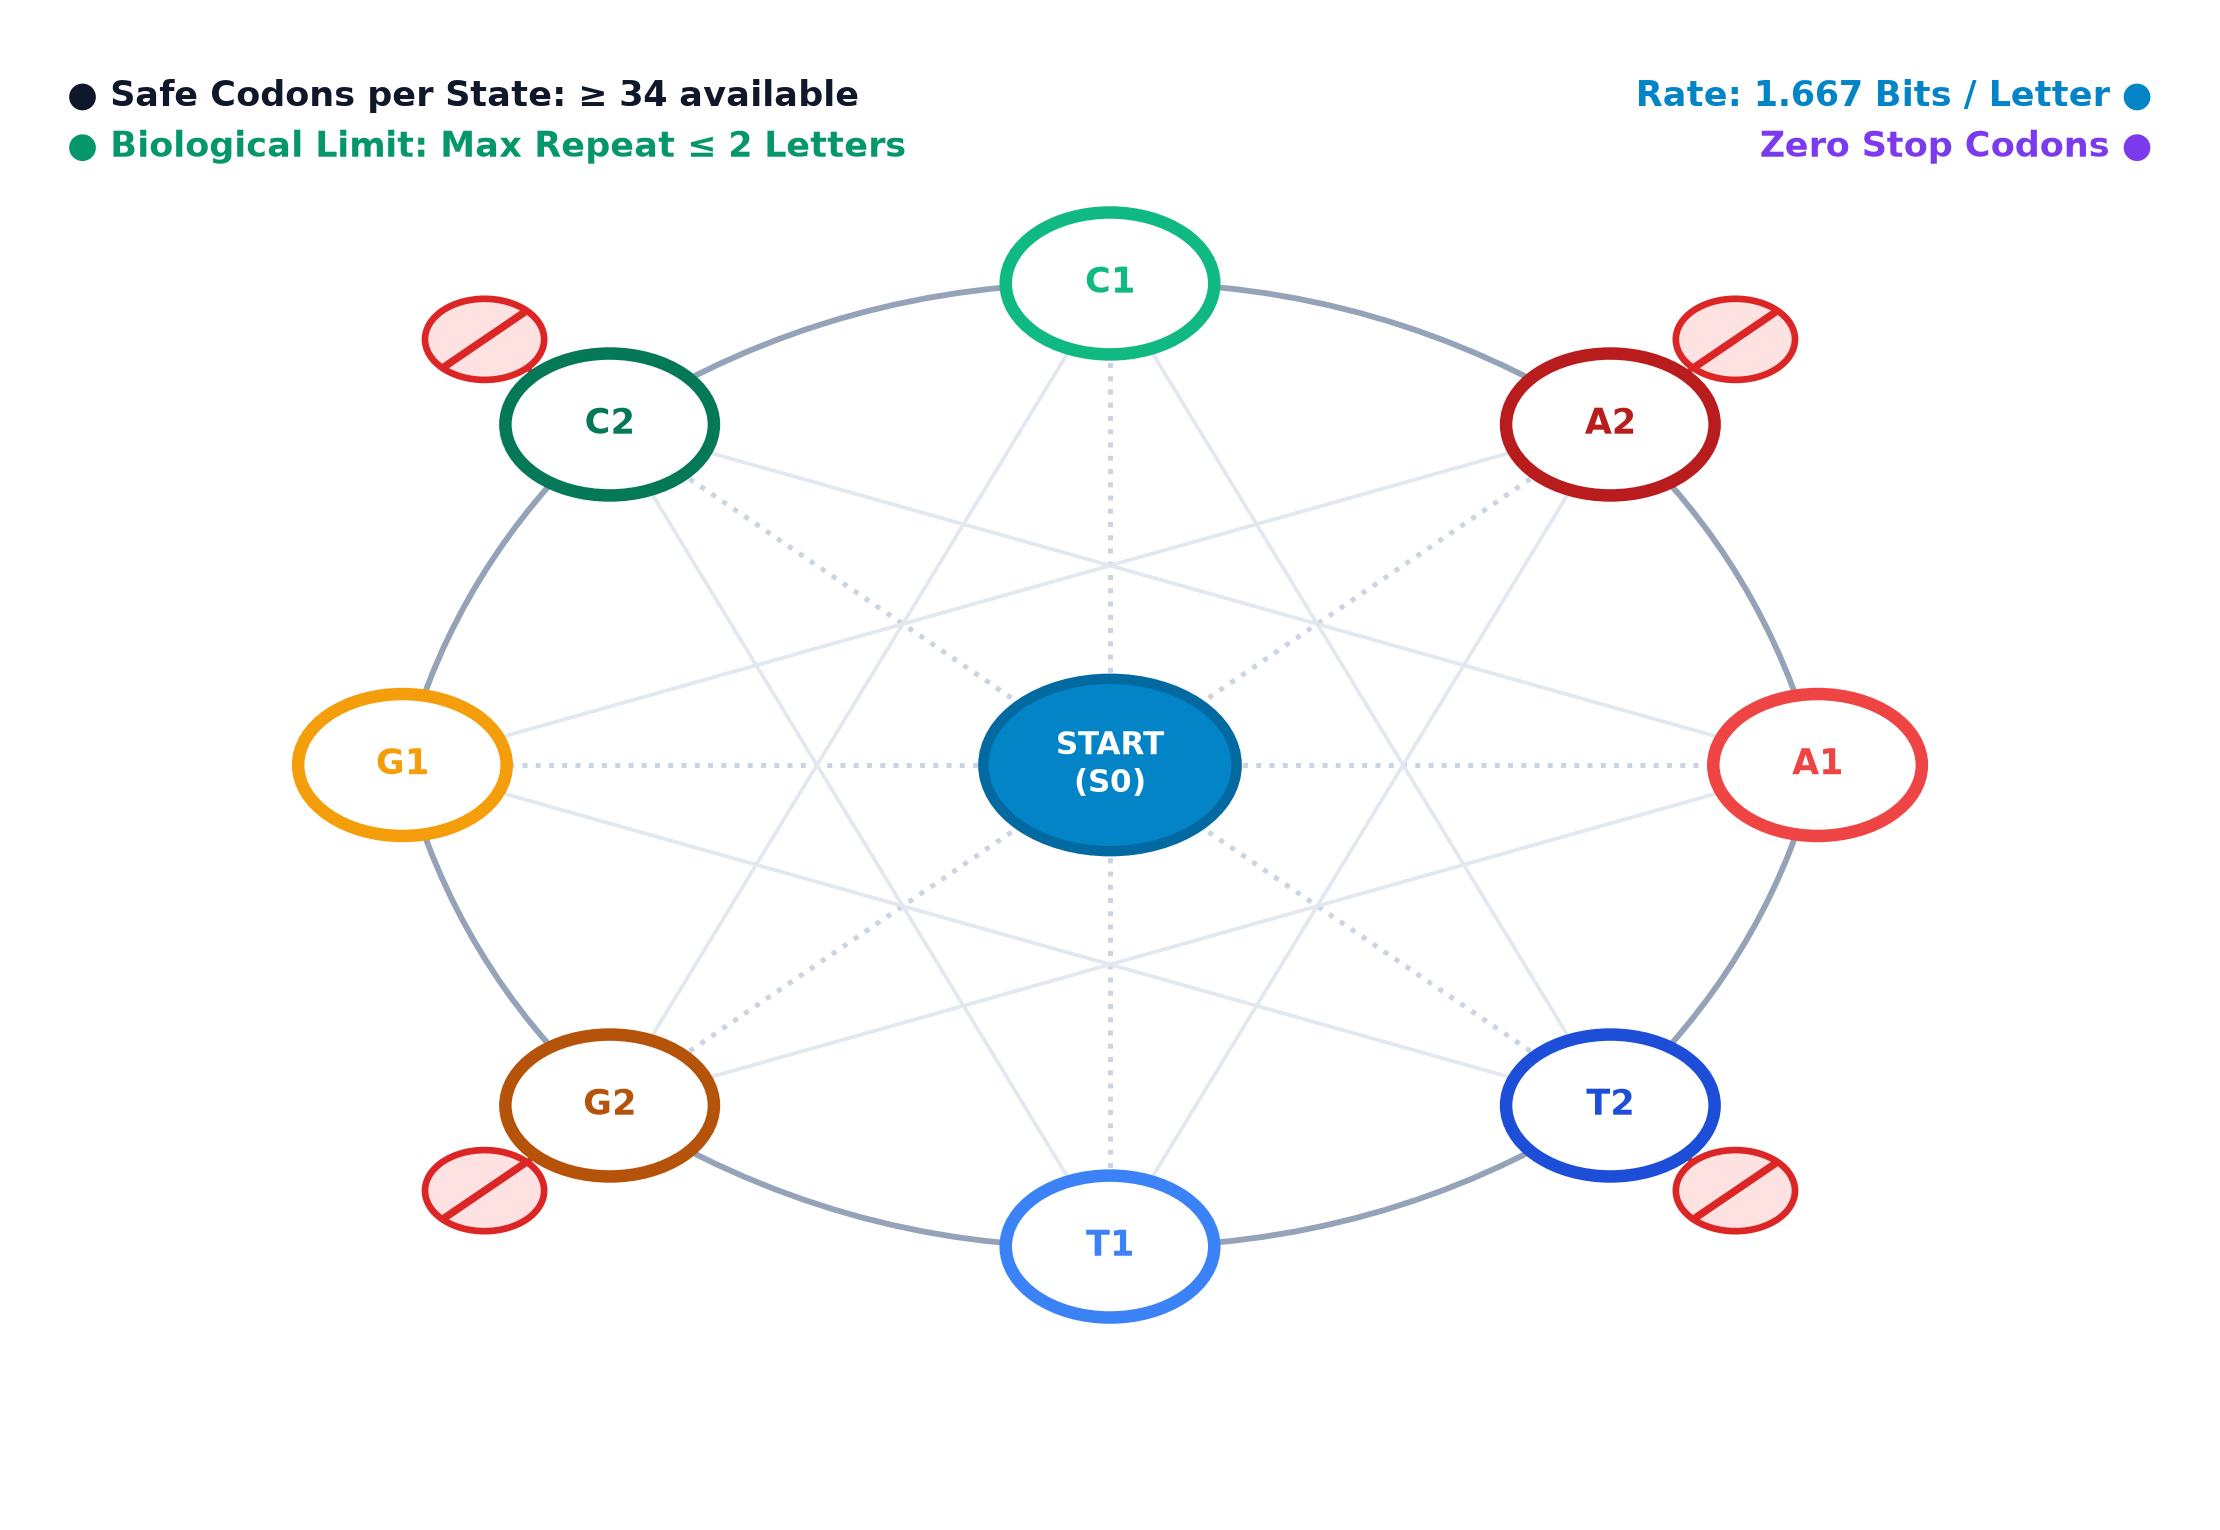 ● Safe Codons per State: ≥ 34 available
Rate: 1.667 Bits / Letter ●
● Biological Limit: Max Repeat ≤ 2 Letters
Zero Stop Codons ●
C1
C2
A2
START
(S0)
G1
A1
G2
T2
T1